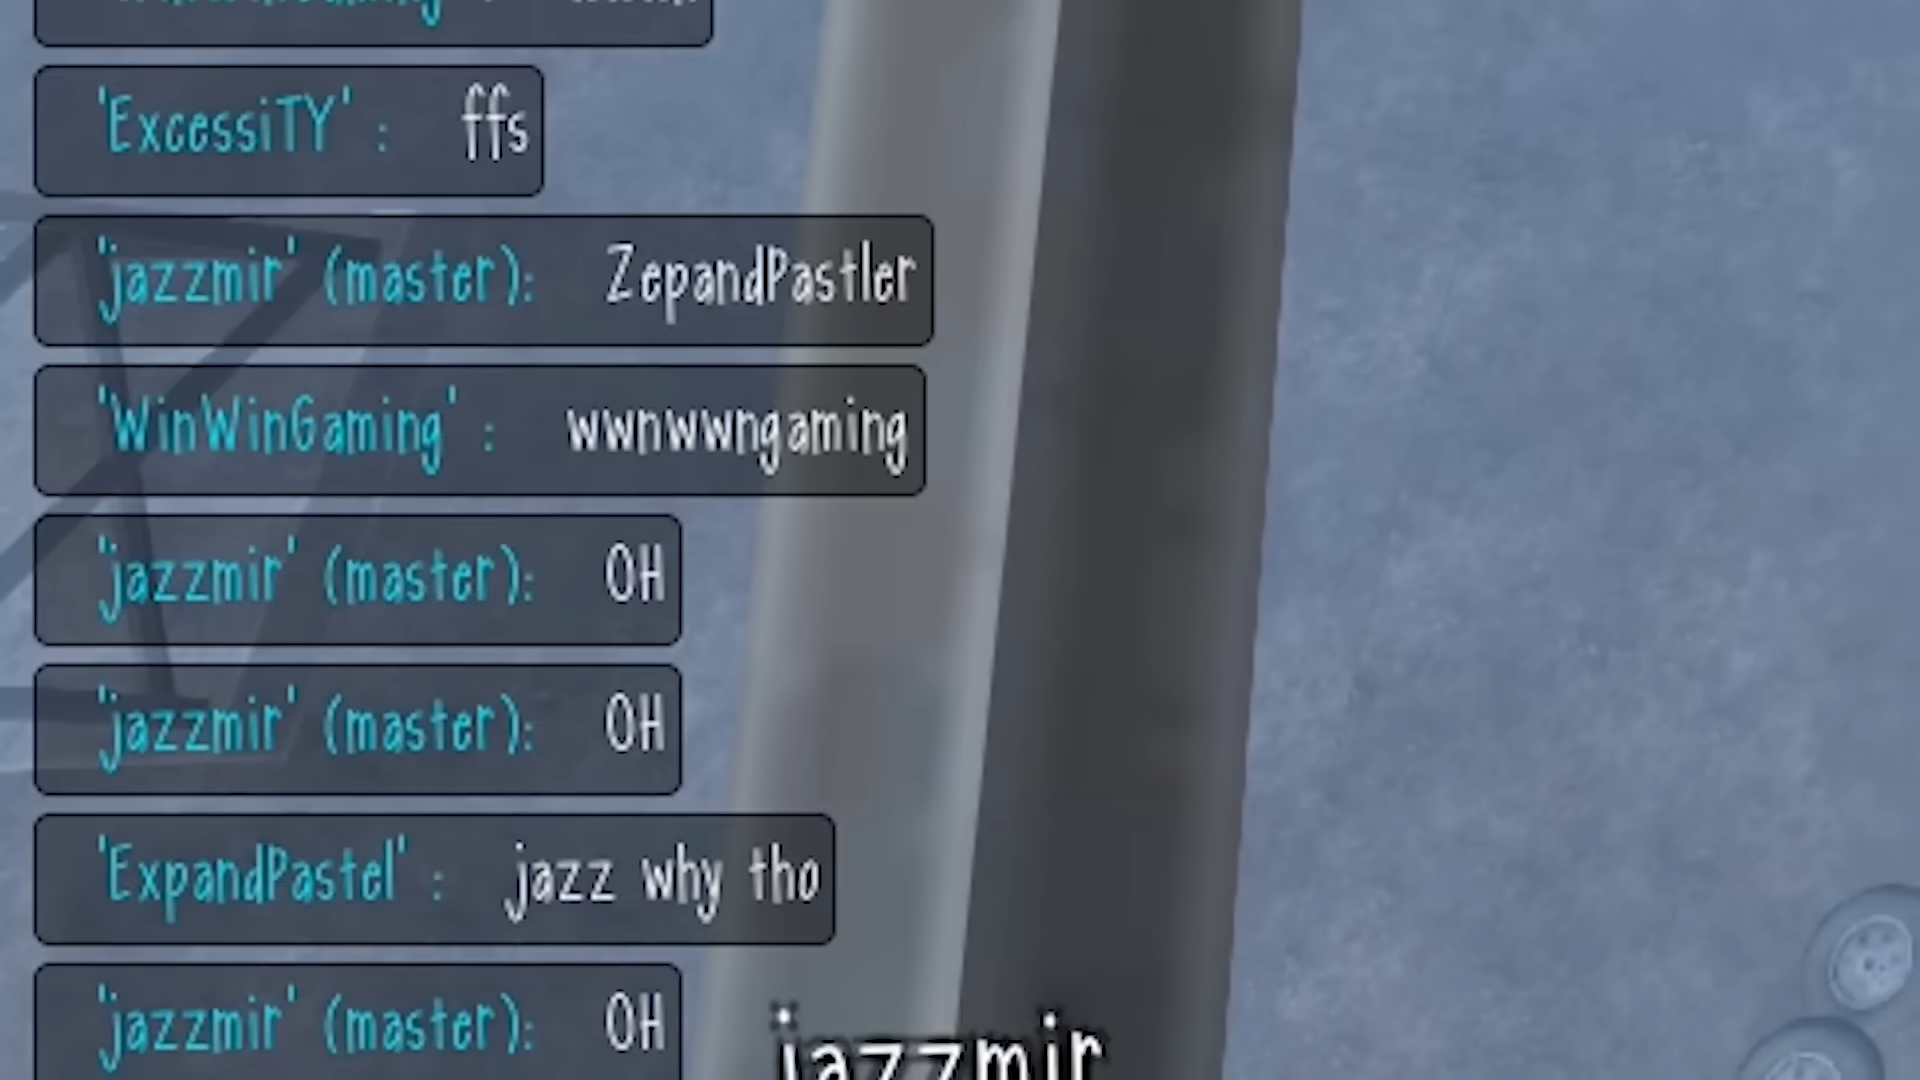 'WinWinGaming' :
'ExcessiTY' : ffs
'jazzmir' (master): ZepandPastler
'WinWinGaming' : wwnwwngaming
'jazzmir' (master): OH
'jazzmir' (master): OH
'ExpandPastel' : jazz why tho
'jazzmir' (master): OH
jazzmir